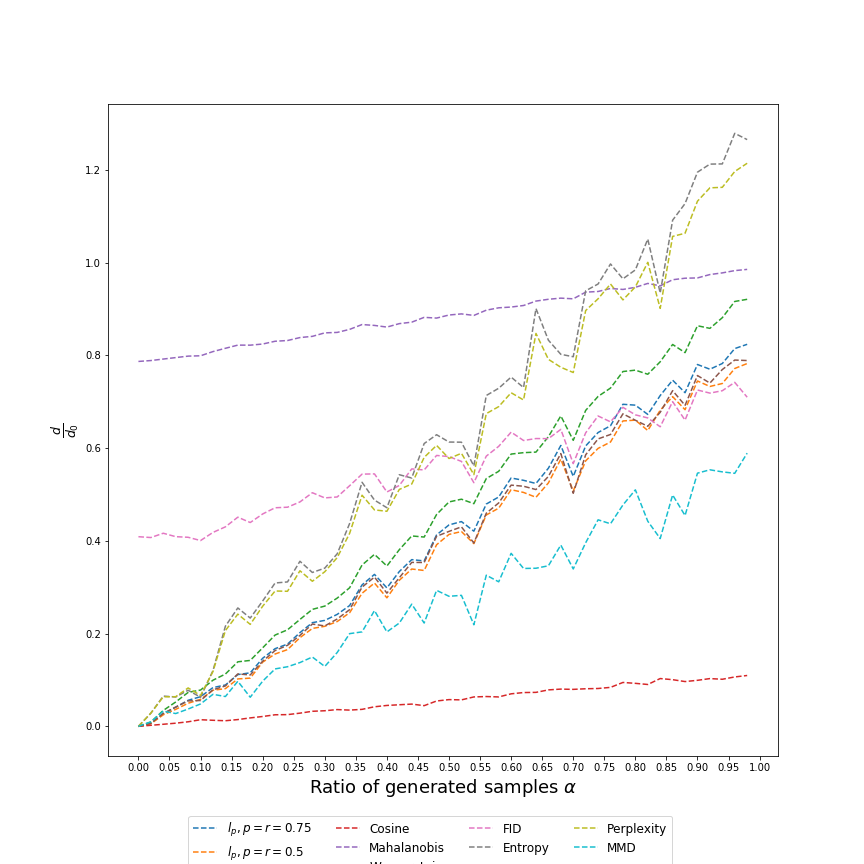 1.2
1.0
0.8
0.6
0.4
0.2
0.0
d/d₀
0.00 0.05 0.10 0.15 0.20 0.25 0.30 0.35 0.40 0.45 0.50 0.55 0.60 0.65 0.70 0.75 0.80 0.85 0.90 0.95 1.00
Ratio of generated samples α
lₚ, p = r = 0.75 Cosine FID Perplexity
lₚ, p = r = 0.5 Mahalanobis Entropy MMD